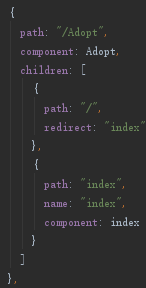 {
path: "/Adopt",
component: Adopt,
children: [
{
path: "/",
redirect: "index"
},
{
path: "index",
name: "index",
component: index
}
]
},